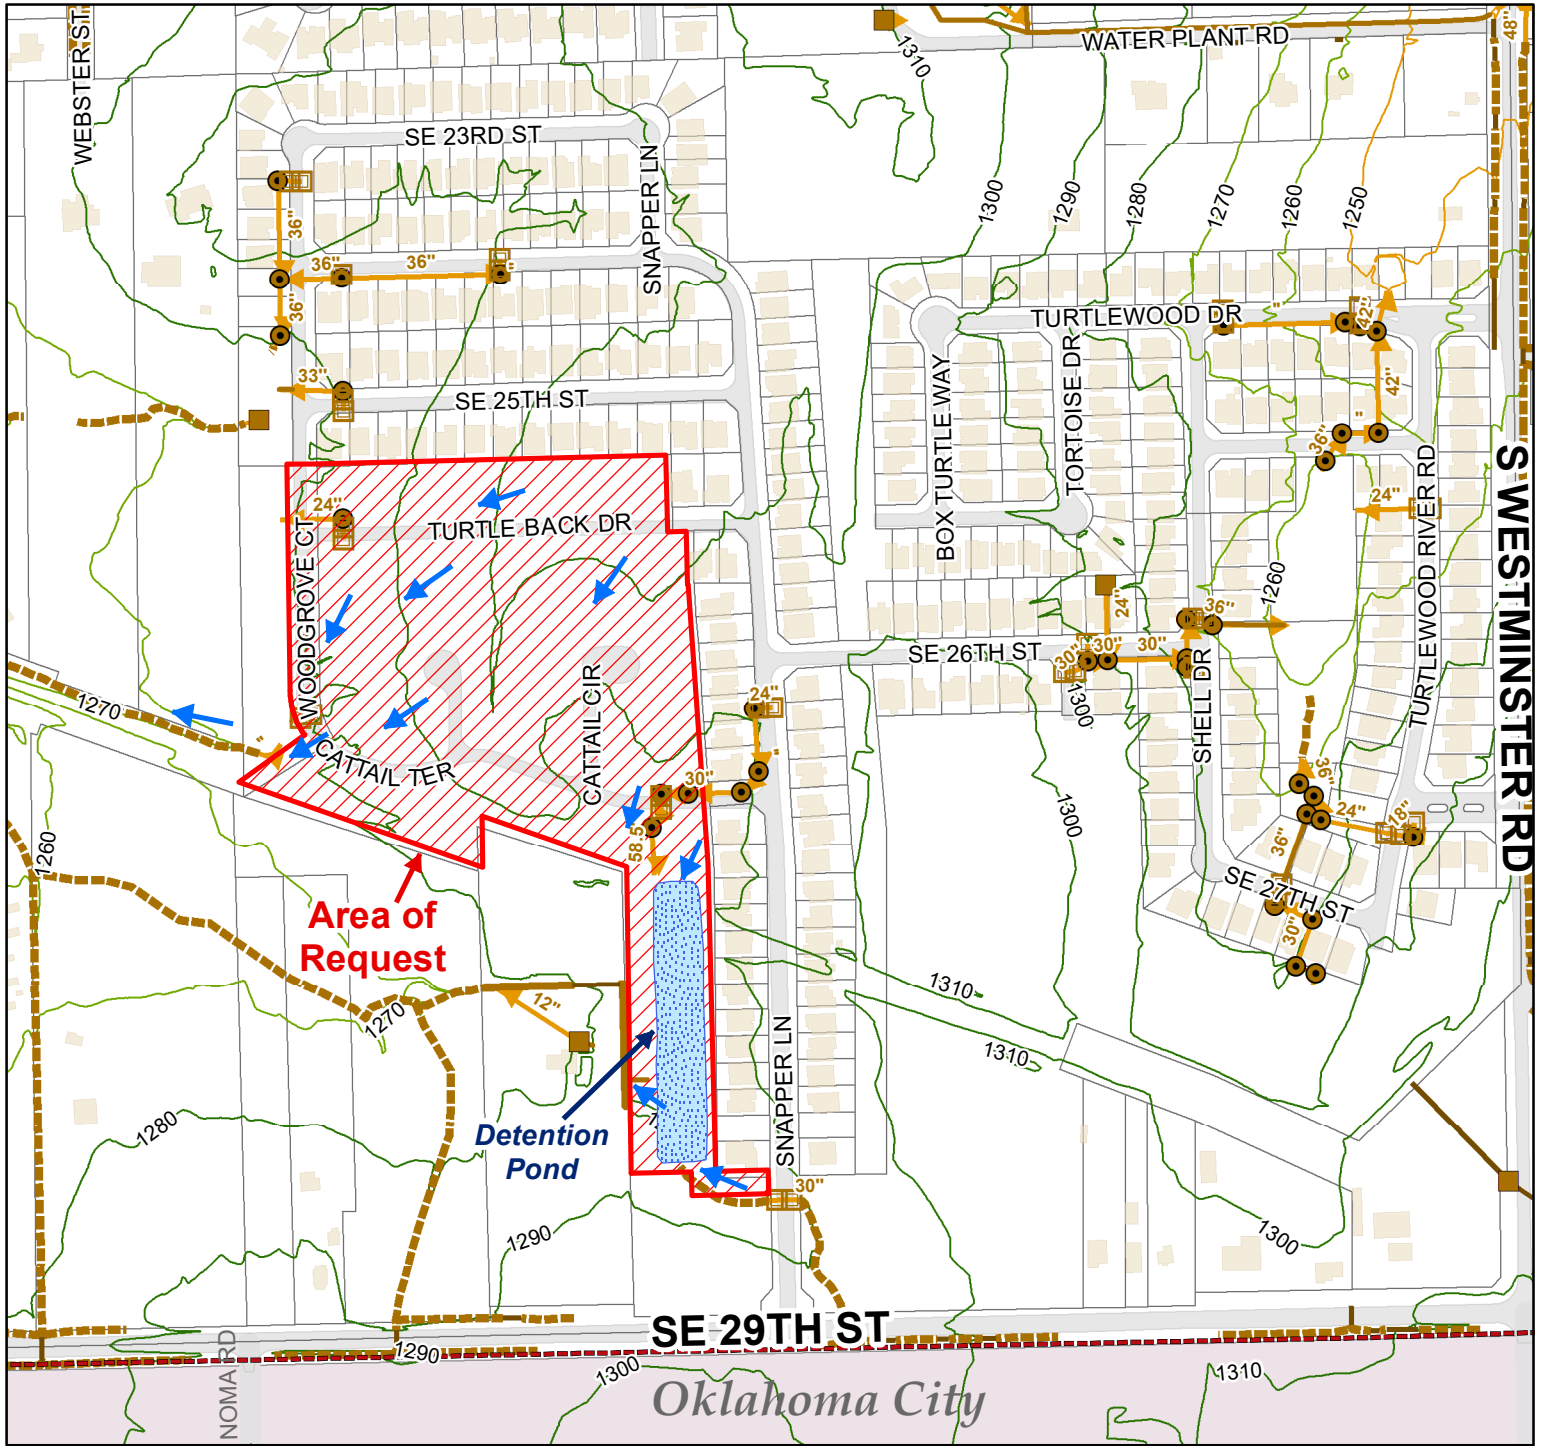 WEBSTER ST
WATER PLANT RD
48"
1310
SE 23RD ST
SNAPPER LN
1300
1290
1280
1270
1260
1250
36"
36"
36"
36"
TURTLEWOOD DR
"
42"
33"
SE 25TH ST
BOX TURTLE WAY
TORTOISE DR
42"
"
36"
S WESTMINSTER RD
24"
TURTLE BACK DR
24"
TURTLEWOOD RIVER RD
WOODGROVE CT
1260
24"
36"
SE 26TH ST
30"
30"
30"
1300
SHELL DR
1270
"
CATTAIL TER
CATTAIL CIR
24"
"
30"
58.5
1300
36"
24"
18"
1260
36"
SE 27TH ST
30"
Area of
Request
1310
12"
1270
1310
SNAPPER LN
1280
Detention
Pond
30"
1290
1300
SE 29TH ST
NOMA RD
1290
1300
1310
Oklahoma City